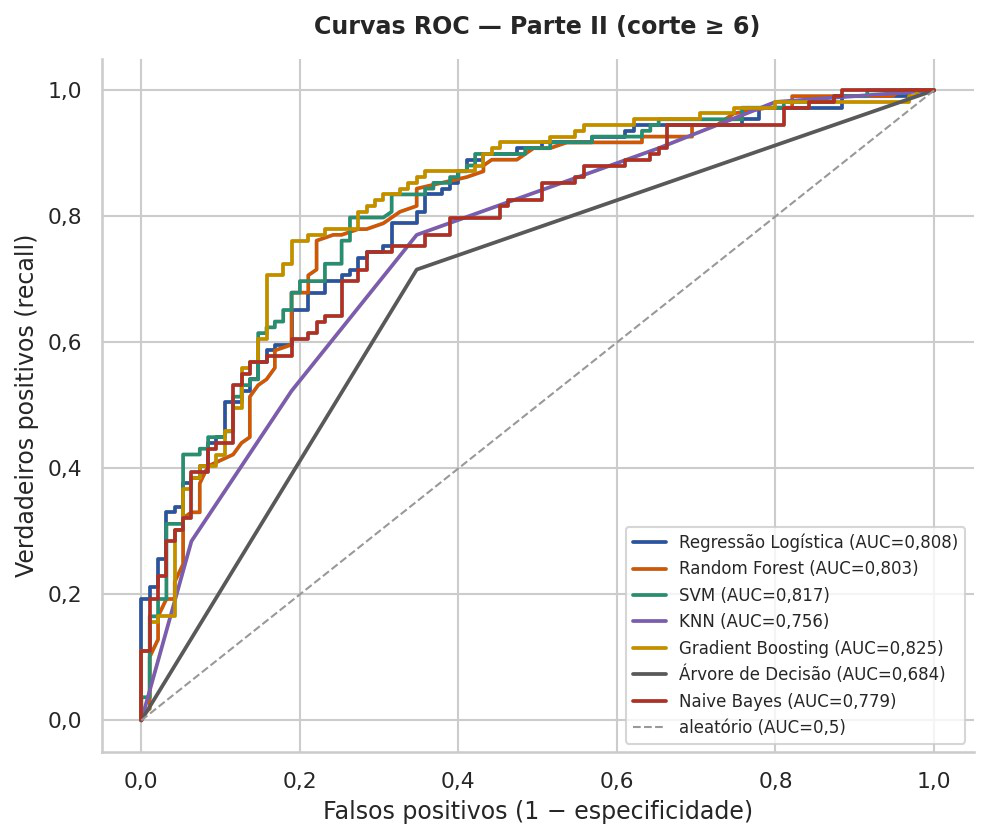 Curvas ROC — Parte II (corte ≥ 6)
Verdadeiros positivos (recall)
1,0
0,8
0,6
0,4
0,2
0,0
Regressão Logística (AUC=0,808)
Random Forest (AUC=0,803)
SVM (AUC=0,817)
KNN (AUC=0,756)
Gradient Boosting (AUC=0,825)
Árvore de Decisão (AUC=0,684)
Naive Bayes (AUC=0,779)
aleatório (AUC=0,5)
0,0 0,2 0,4 0,6 0,8 1,0
Falsos positivos (1 − especificidade)